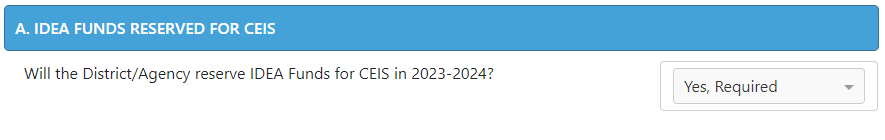 A. IDEA FUNDS RESERVED FOR CEIS
Will the District/Agency reserve IDEA Funds for CEIS in 2023-2024?
Yes, Required